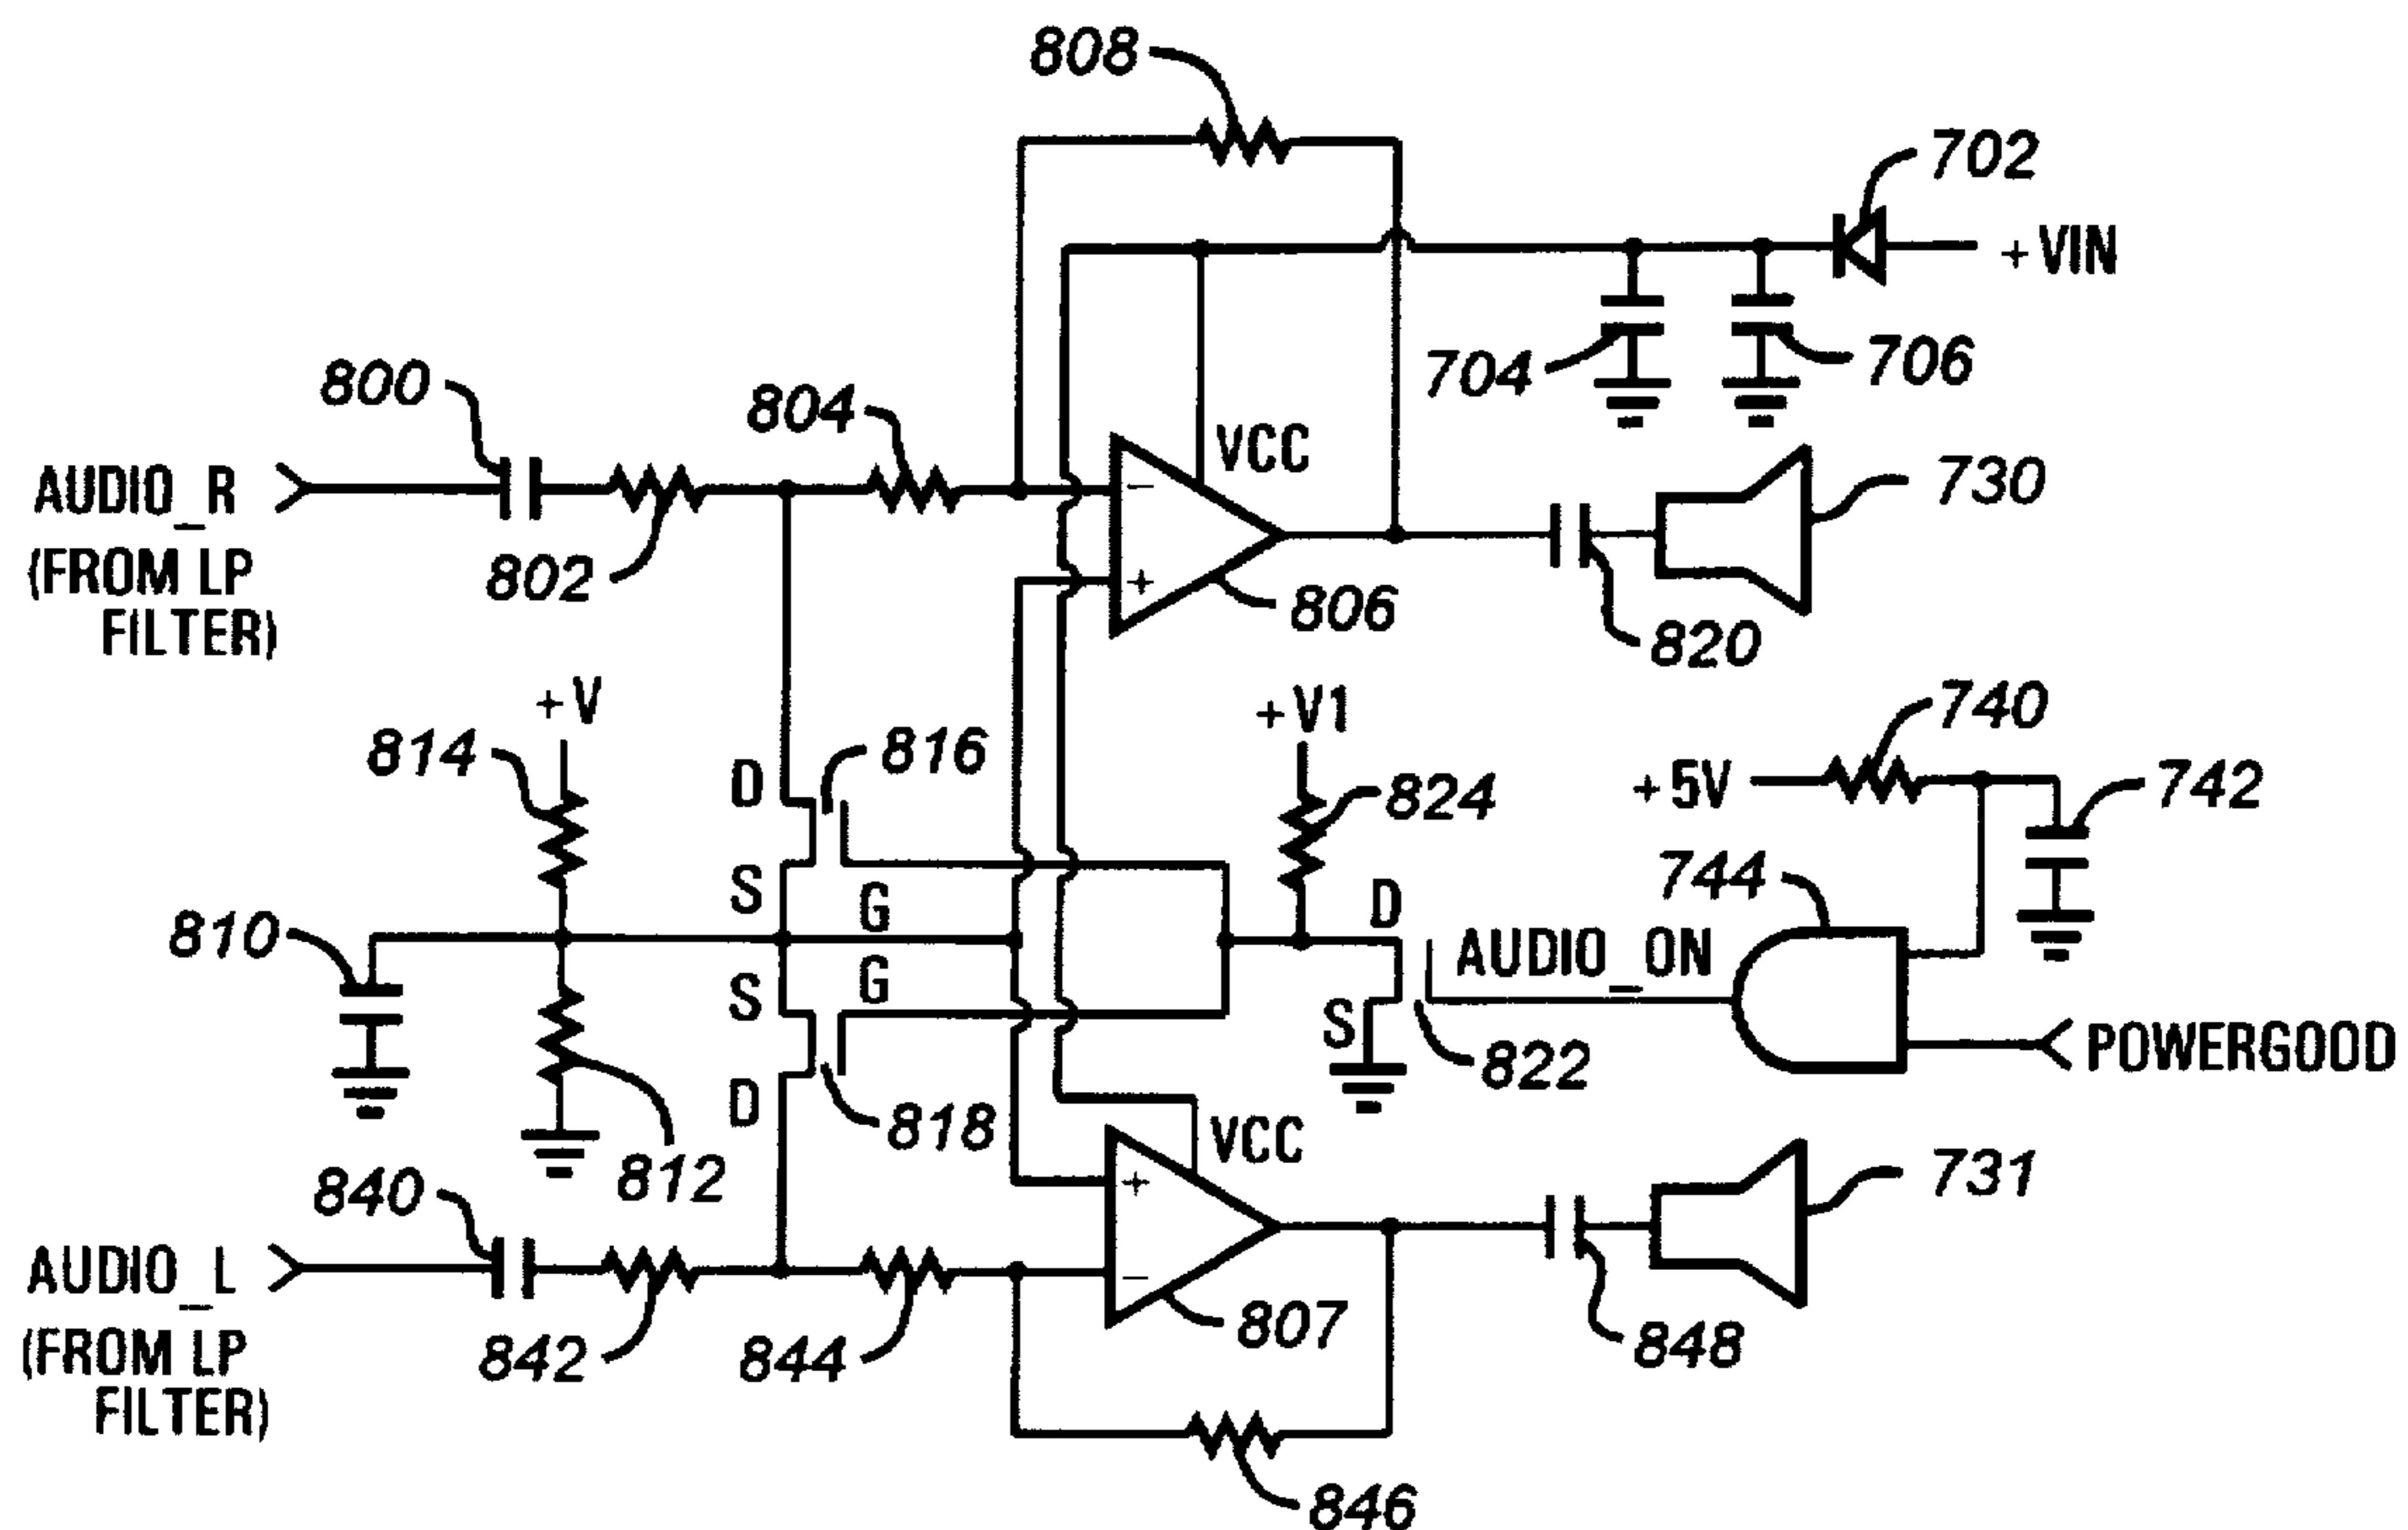 808
702
+VIN
704
706
800
804
VCC
730
AUDIO_R
(FROM LP
FILTER)
802
−
+
806
820
+V
+V1
740
814
D
816
824
+5V
742
744
S
G
D
810
AUDIO_ON
S
G
S
822
POWERGOOD
D
818
VCC
812
+
731
840
AUDIO_L
(FROM LP
FILTER)
842
844
−
807
848
846